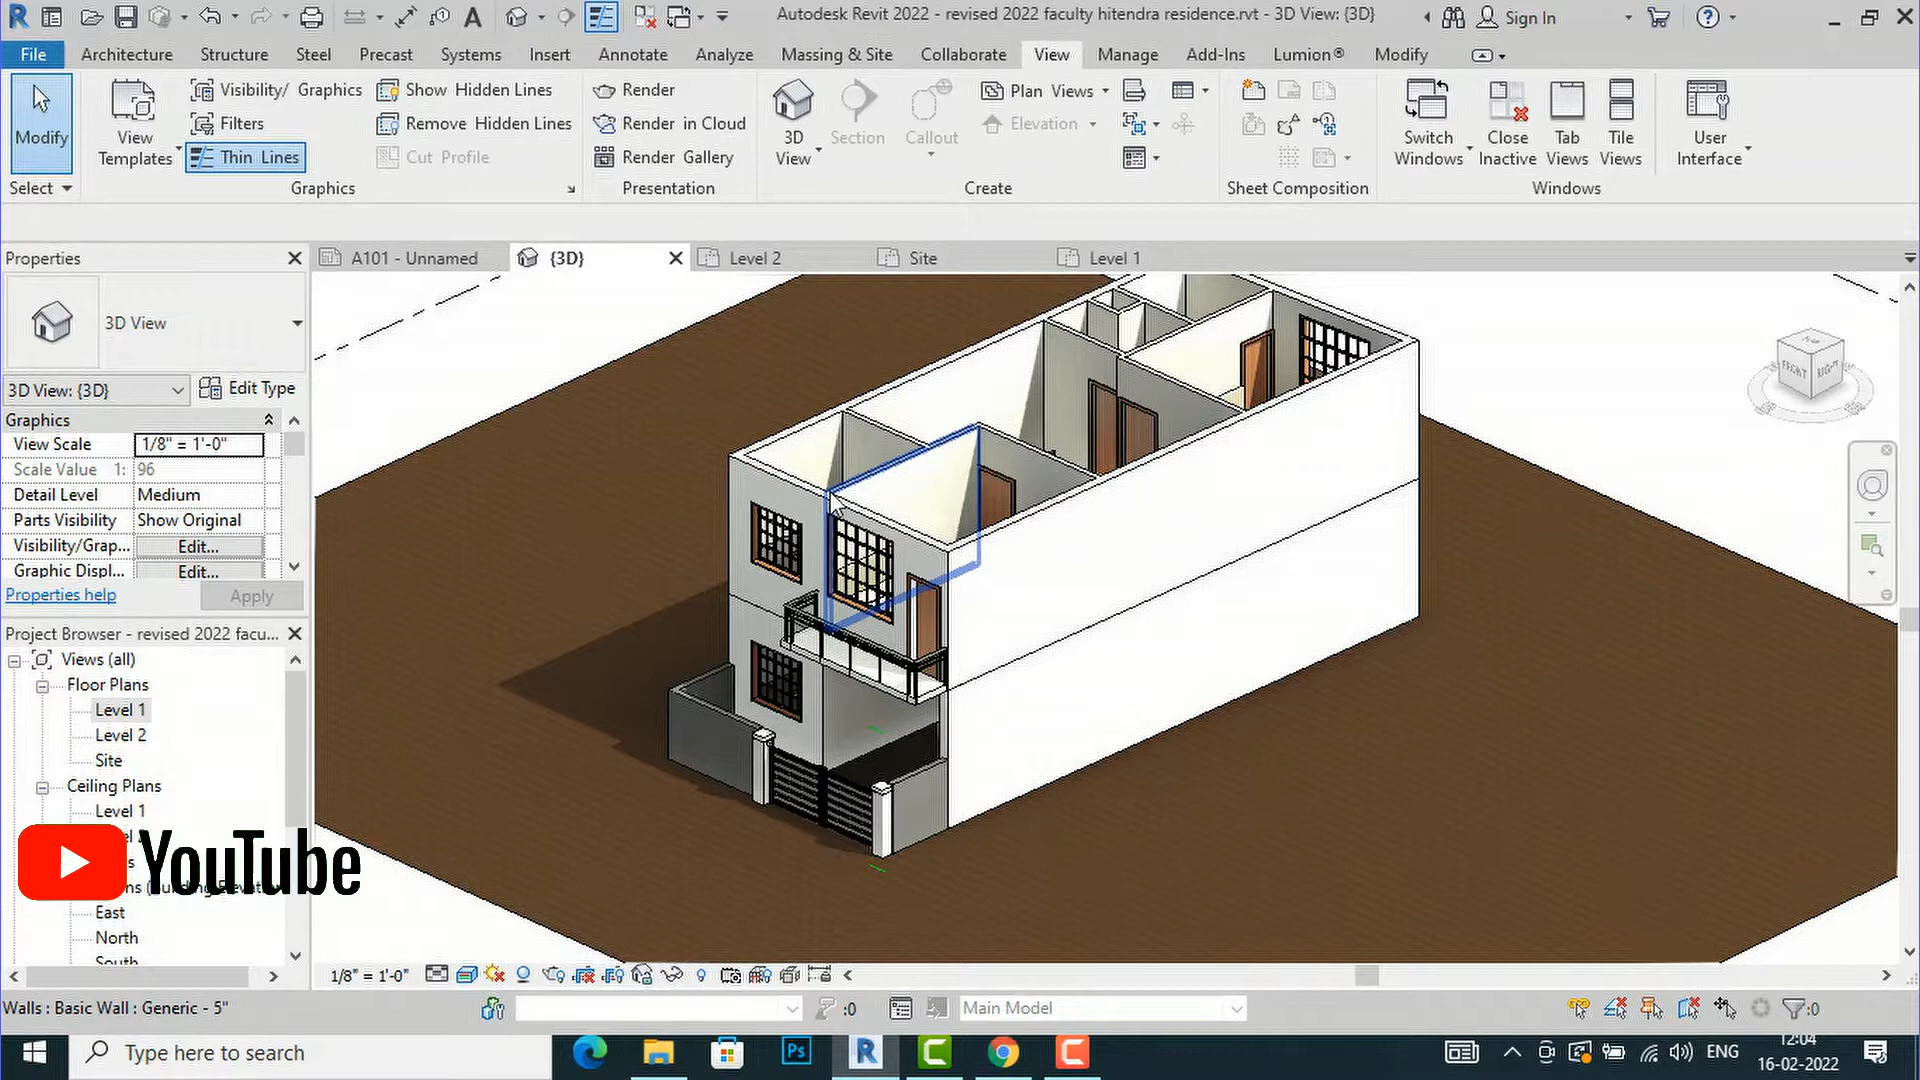 Autodesk Revit 2022 - revised 2022 faculty hitendra residence.rvt - 3D View: {3D}
Sign In
File Architecture Structure Steel Precast Systems Insert Annotate Analyze Massing & Site Collaborate View Manage Add-Ins Lumion® Modify
Modify
View Templates
Visibility/ Graphics
Filters
Thin Lines
Show Hidden Lines
Remove Hidden Lines
Cut Profile
Render
Render in Cloud
Render Gallery
3D View
Section
Callout
Plan Views
Elevation
Switch Windows
Close Inactive
Tab Views
Tile Views
User Interface
Select
Graphics
Presentation
Create
Sheet Composition
Windows
Properties
A101 - Unnamed
{3D}
Level 2
Site
Level 1
3D View
3D View: {3D}
Edit Type
Graphics
View Scale 1/8" = 1'-0"
Scale Value 1: 96
Detail Level Medium
Parts Visibility Show Original
Visibility/Grap... Edit...
Graphic Displ... Edit...
Properties help
Apply
FRONT
RIGHT
Project Browser - revised 2022 facu...
Views (all)
Floor Plans
Level 1
Level 2
Site
Ceiling Plans
Level 1
YouTube
East
North
South
1/8" = 1'-0"
Walls : Basic Wall : Generic - 5"
:0
Main Model
:0
Type here to search
Ps
R
ENG
12:04
16-02-2022